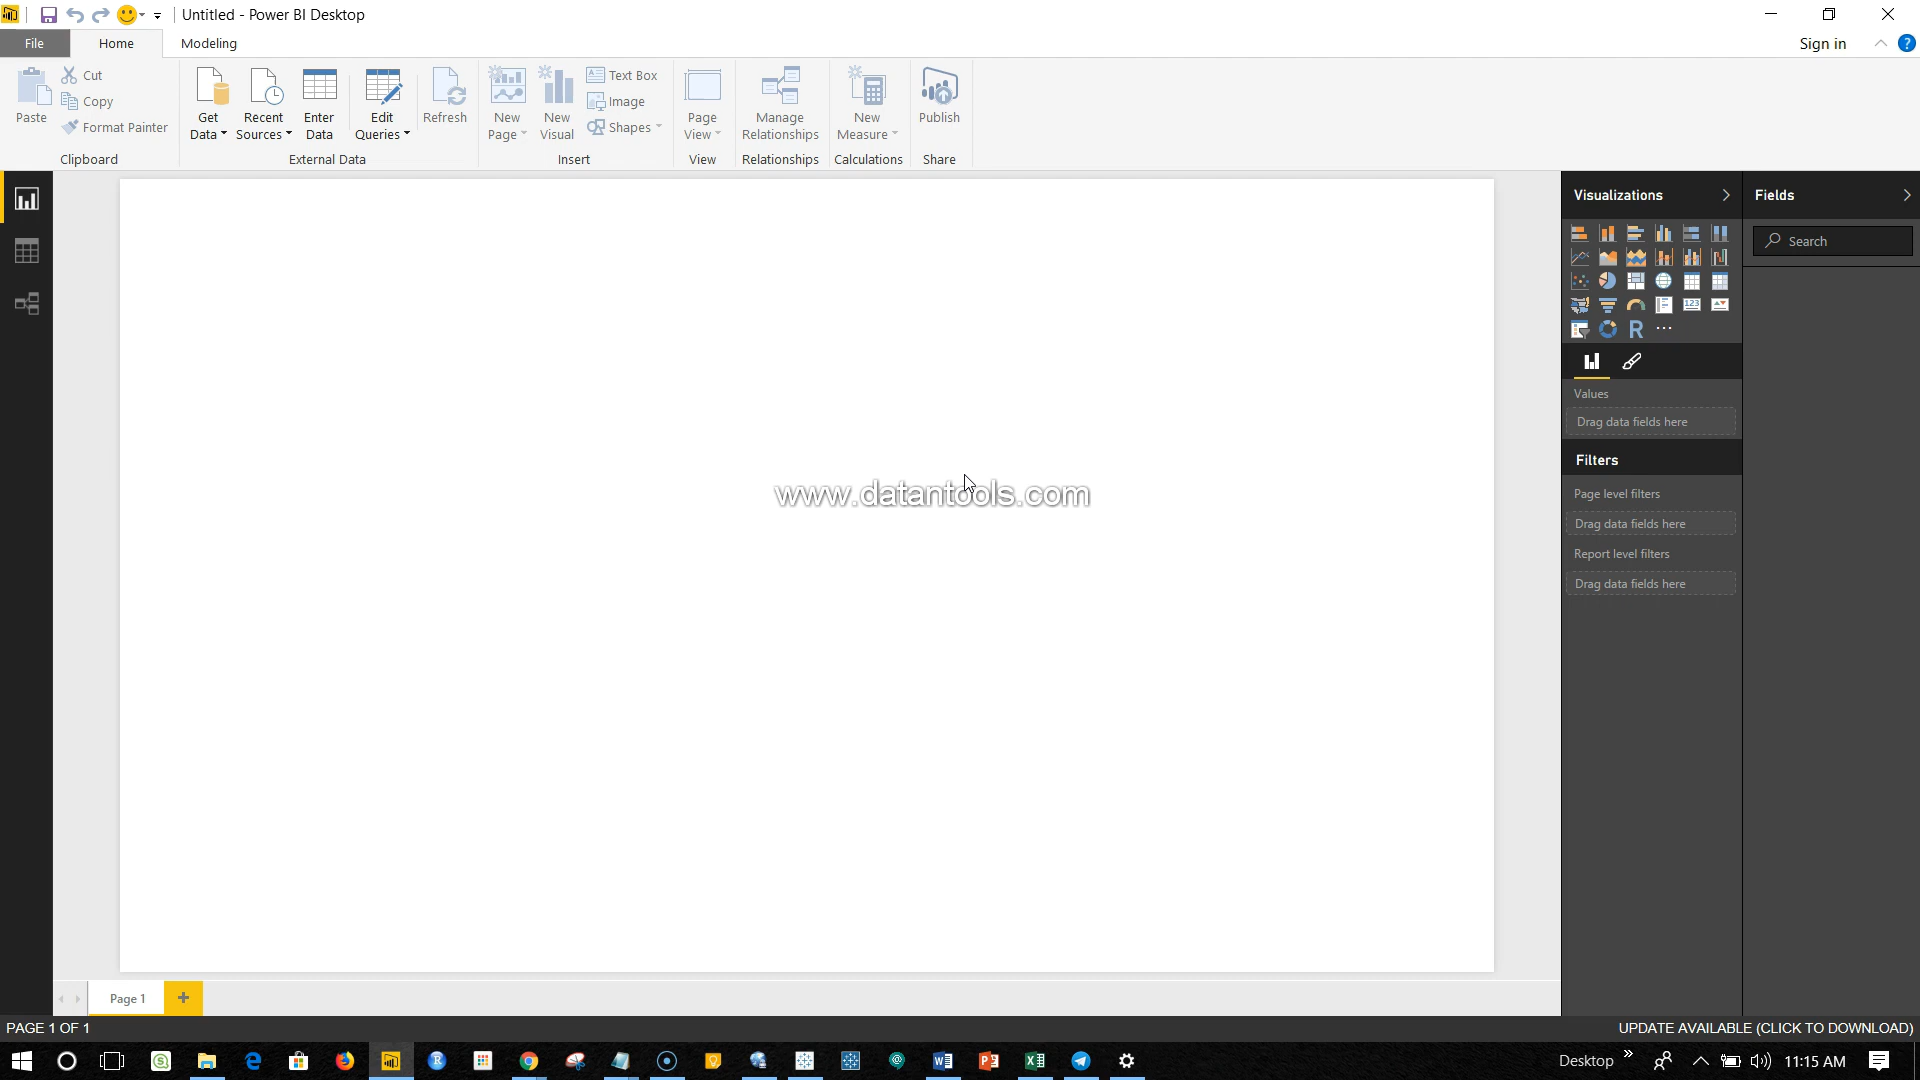 Untitled - Power BI Desktop
File
Home
Modeling
Sign in
Paste
Cut
Copy
Format Painter
Clipboard
Get Data
Recent Sources
Enter Data
Edit Queries
Refresh
External Data
New Page
New Visual
Text Box
Image
Shapes
Insert
Page View
View
Manage Relationships
Relationships
New Measure
Calculations
Publish
Share
Visualizations
Fields
Search
Values
Drag data fields here
Filters
Page level filters
Drag data fields here
Report level filters
Drag data fields here
www.datantools.com
Page 1
PAGE 1 OF 1
UPDATE AVAILABLE (CLICK TO DOWNLOAD)
Desktop
11:15 AM